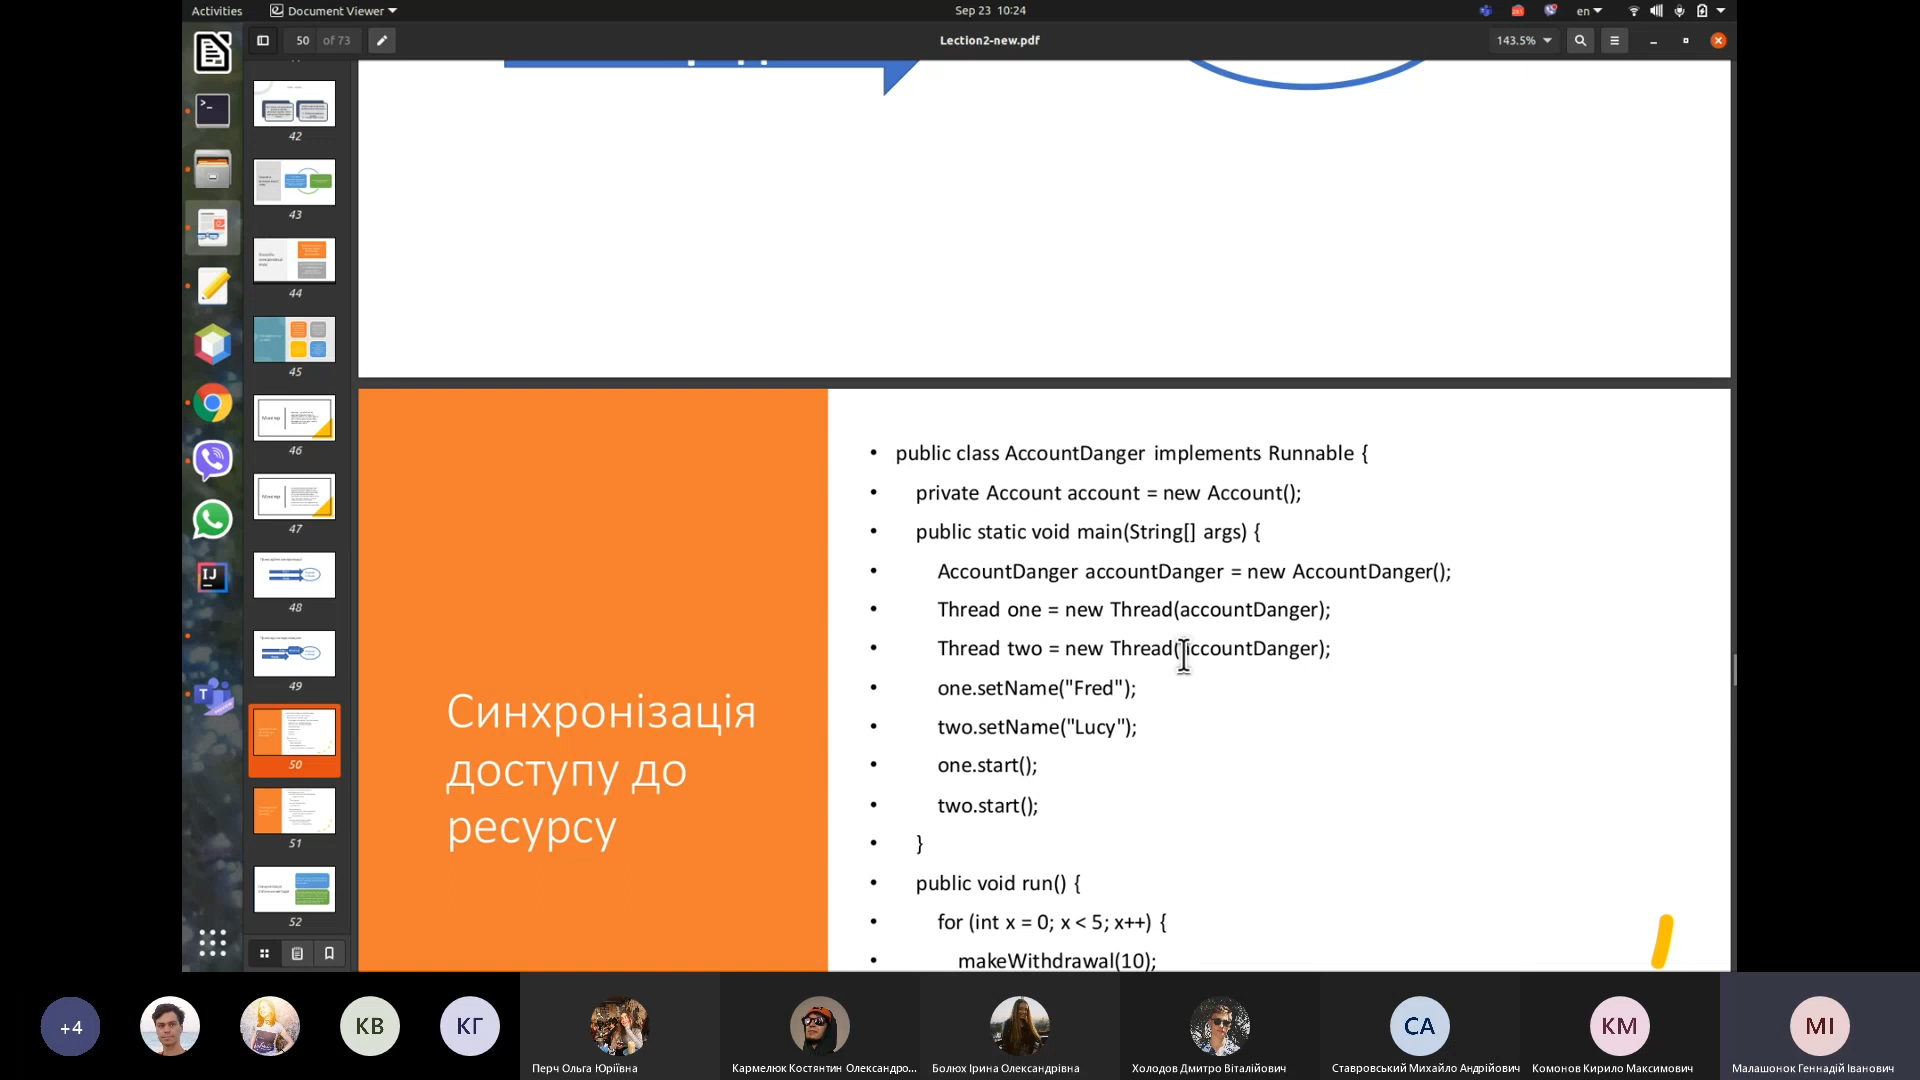 Activities
Document Viewer
Sep 23 10:24
en
50
of 73
Lection2-new.pdf
143.5%
42
43
44
45
46
47
48
49
50
51
52
Синхронізація
доступу до
ресурсу
• public class AccountDanger implements Runnable {
• private Account account = new Account();
• public static void main(String[] args) {
• AccountDanger accountDanger = new AccountDanger();
• Thread one = new Thread(accountDanger);
• Thread two = new Thread(accountDanger);
• one.setName("Fred");
• two.setName("Lucy");
• one.start();
• two.start();
• }
• public void run() {
• for (int x = 0; x < 5; x++) {
• makeWithdrawal(10);
+4
КВ
КГ
Перч Ольга Юріївна
Кармелюк Костянтин Олександро...
Болюх Ірина Олександрівна
Холодов Дмитро Віталійович
СА
Ставровський Михайло Андрійович
КМ
Комонов Кирило Максимович
МІ
Малашонок Геннадій Іванович